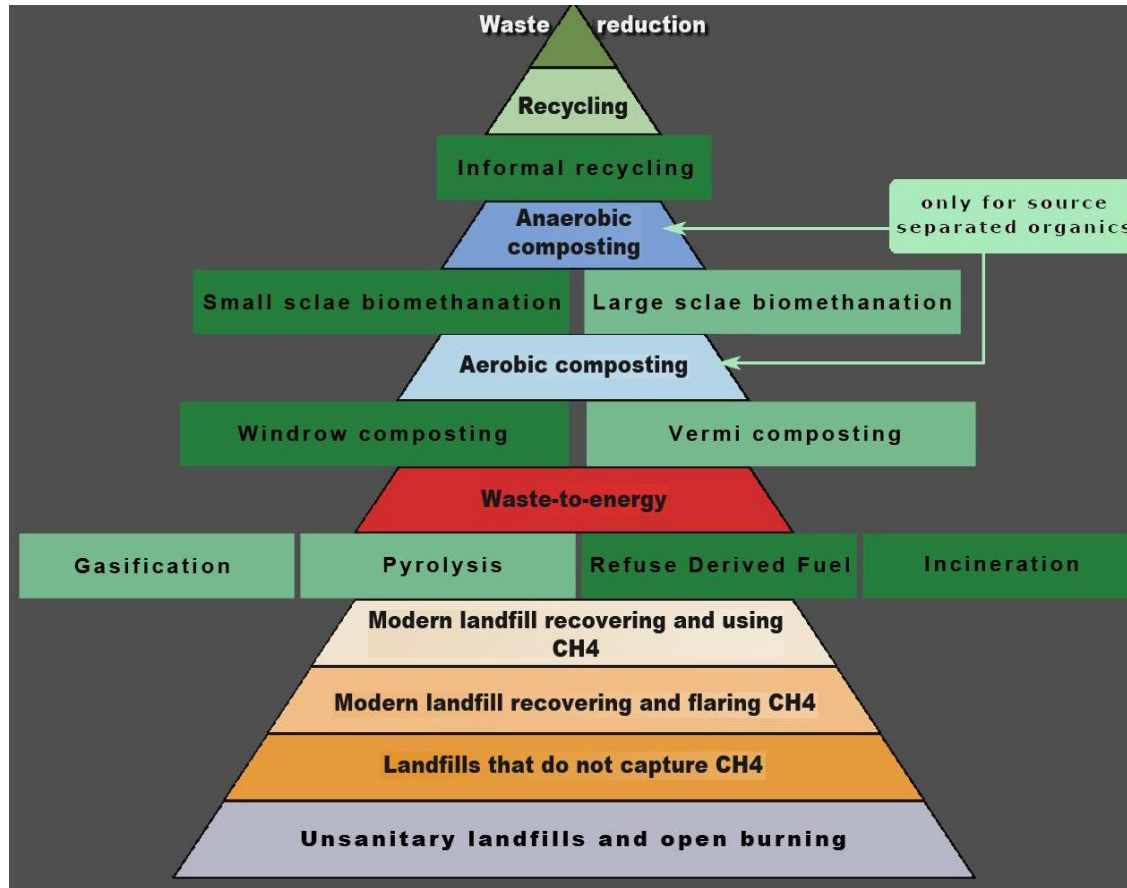 Waste reduction
Recycling
Informal recycling
only for source
separated organics
Anaerobic
composting
Small sclae biomethanation
Large sclae biomethanation
Aerobic composting
Windrow composting
Vermi composting
Waste-to-energy
Gasification
Pyrolysis
Refuse Derived Fuel
Incineration
Modern landfill recovering and using
CH4
Modern landfill recovering and flaring CH4
Landfills that do not capture CH4
Unsanitary landfills and open burning